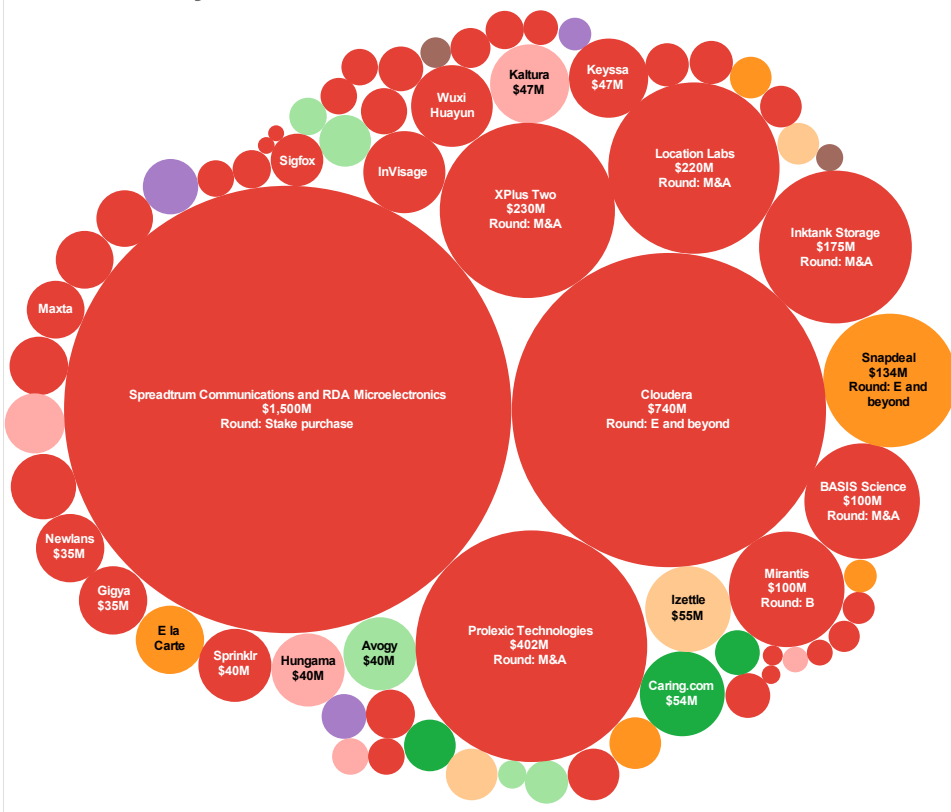 Kaltura
$47M
Keyssa
$47M
Wuxi
Huayun
Location Labs
$220M
Round: M&A
Sigfox
InVisage
XPlus Two
$230M
Round: M&A
Inktank Storage
$175M
Round: M&A
Maxta
Snapdeal
$134M
Round: E and
beyond
Spreadtrum Communications and RDA Microelectronics
$1,500M
Round: Stake purchase
Cloudera
$740M
Round: E and beyond
BASIS Science
$100M
Round: M&A
Newlans
$35M
Mirantis
$100M
Round: B
Gigya
$35M
Izettle
$55M
E la
Carte
Prolexic Technologies
$402M
Round: M&A
Avogy
$40M
Sprinklr
$40M
Hungama
$40M
Caring.com
$54M